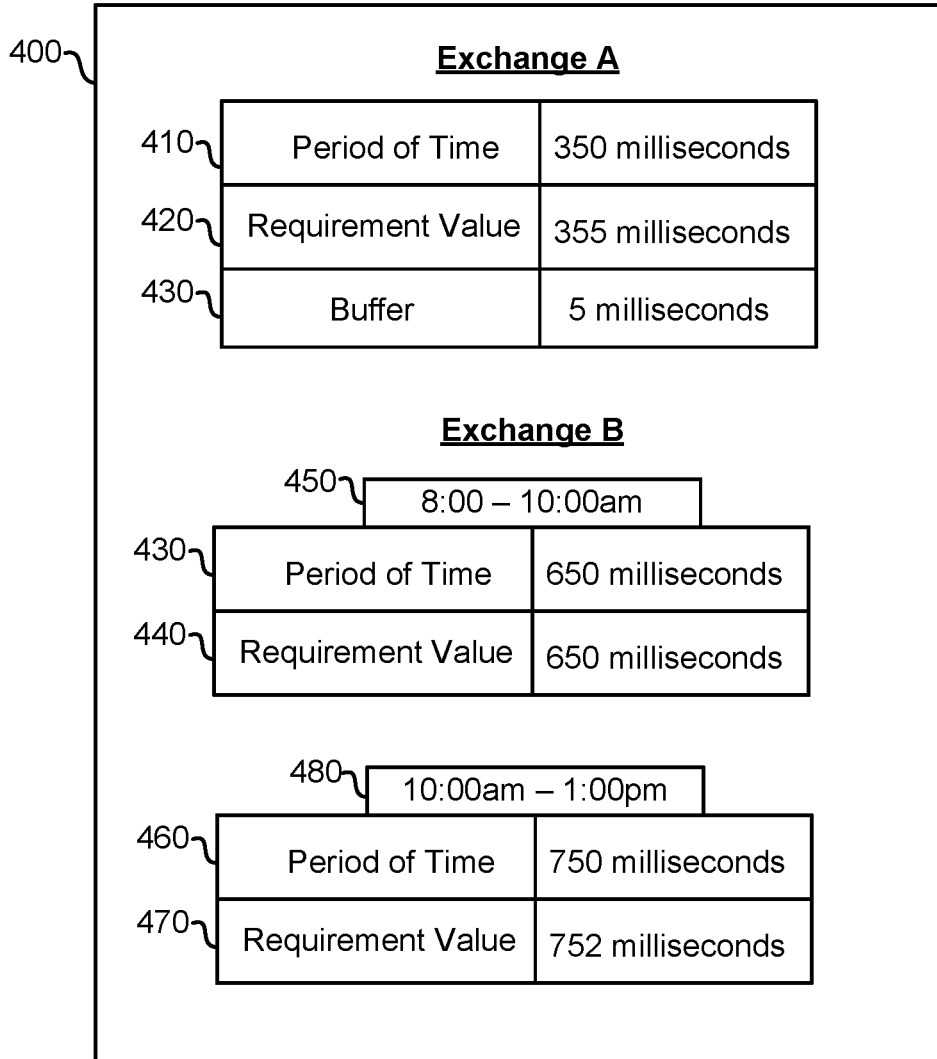 400
Exchange A
410 Period of Time 350 milliseconds
420 Requirement Value 355 milliseconds
430 Buffer 5 milliseconds
Exchange B
450 8:00 – 10:00am
430 Period of Time 650 milliseconds
440 Requirement Value 650 milliseconds
480 10:00am – 1:00pm
460 Period of Time 750 milliseconds
470 Requirement Value 752 milliseconds